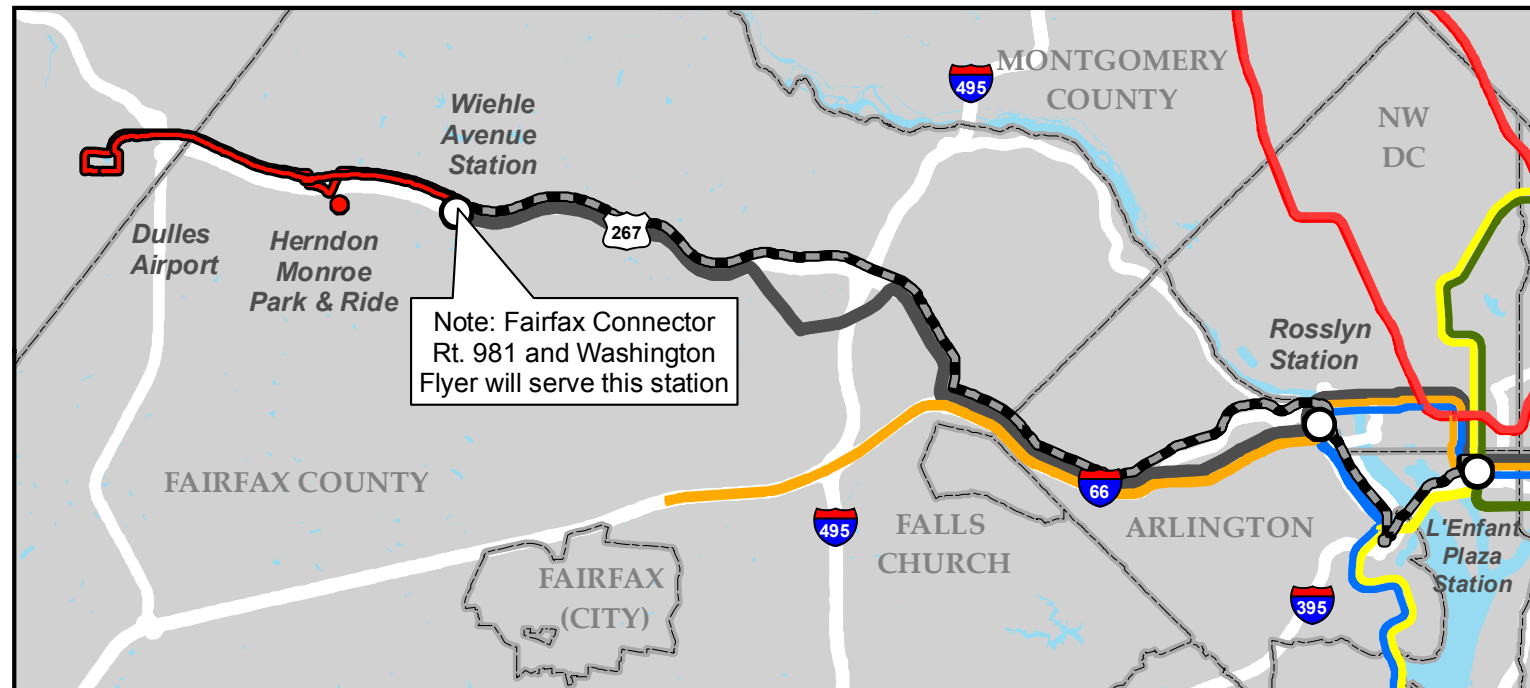 MONTGOMERY
COUNTY
495
NW
DC
Wiehle
Avenue
Station
Dulles
Airport
Herndon
Monroe
Park & Ride
267
Note: Fairfax Connector
Rt. 981 and Washington
Flyer will serve this station
Rosslyn
Station
FAIRFAX COUNTY
66
495
FALLS
CHURCH
ARLINGTON
L'Enfant
Plaza
Station
FAIRFAX
(CITY)
395